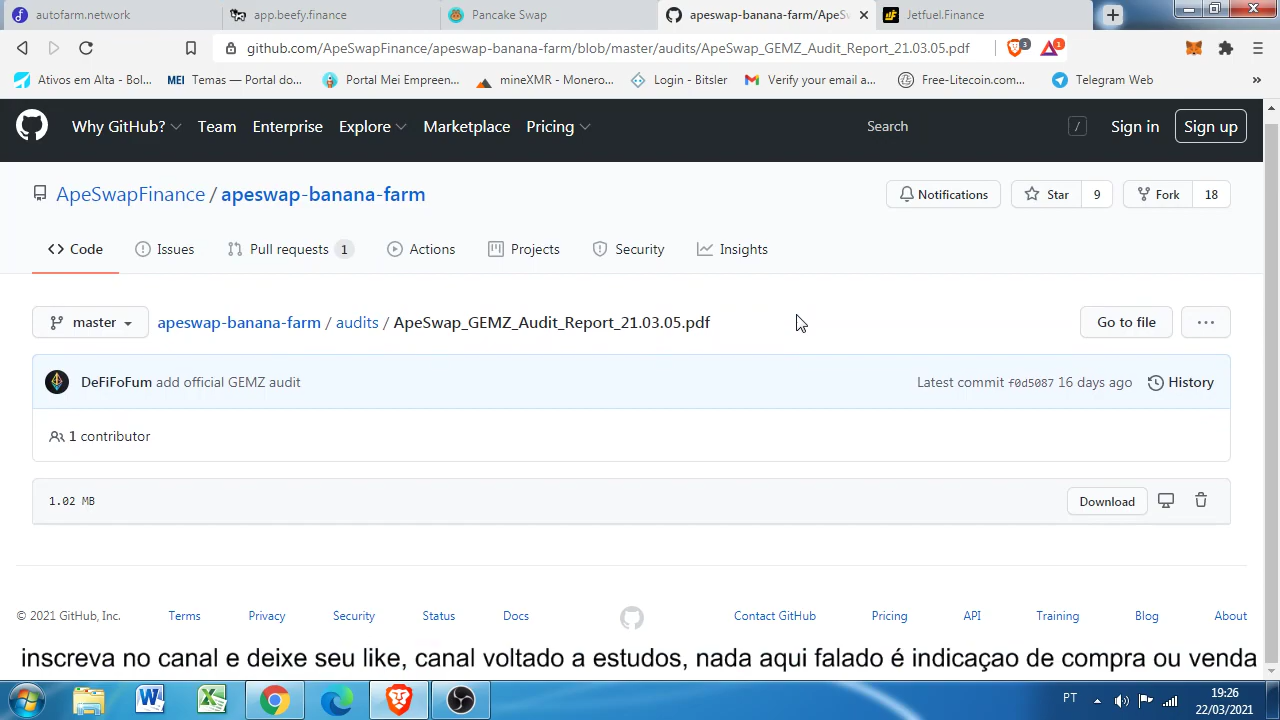 autofarm.network
app.beefy.finance
Pancake Swap
apeswap-banana-farm/ApeS
Jetfuel.Finance
github.com/ApeSwapFinance/apeswap-banana-farm/blob/master/audits/ApeSwap_GEMZ_Audit_Report_21.03.05.pdf
3
1
Ativos em Alta - Bol...
MEI Temas — Portal do...
Portal Mei Empreen...
mineXMR - Monero...
Login - Bitsler
Verify your email a...
Free-Litecoin.com...
Telegram Web
»
Why GitHub?
Team
Enterprise
Explore
Marketplace
Pricing
Search
/
Sign in
Sign up
ApeSwapFinance / apeswap-banana-farm
Notifications
Star 9
Fork 18
Code
Issues
Pull requests 1
Actions
Projects
Security
Insights
master
apeswap-banana-farm / audits / ApeSwap_GEMZ_Audit_Report_21.03.05.pdf
Go to file
...
DeFiFoFum add official GEMZ audit
Latest commit f0d5087 16 days ago
History
1 contributor
1.02 MB
Download
© 2021 GitHub, Inc.
Terms
Privacy
Security
Status
Docs
Contact GitHub
Pricing
API
Training
Blog
About
inscreva no canal e deixe seu like, canal voltado a estudos, nada aqui falado é indicaçao de compra ou venda
PT
19:26
22/03/2021